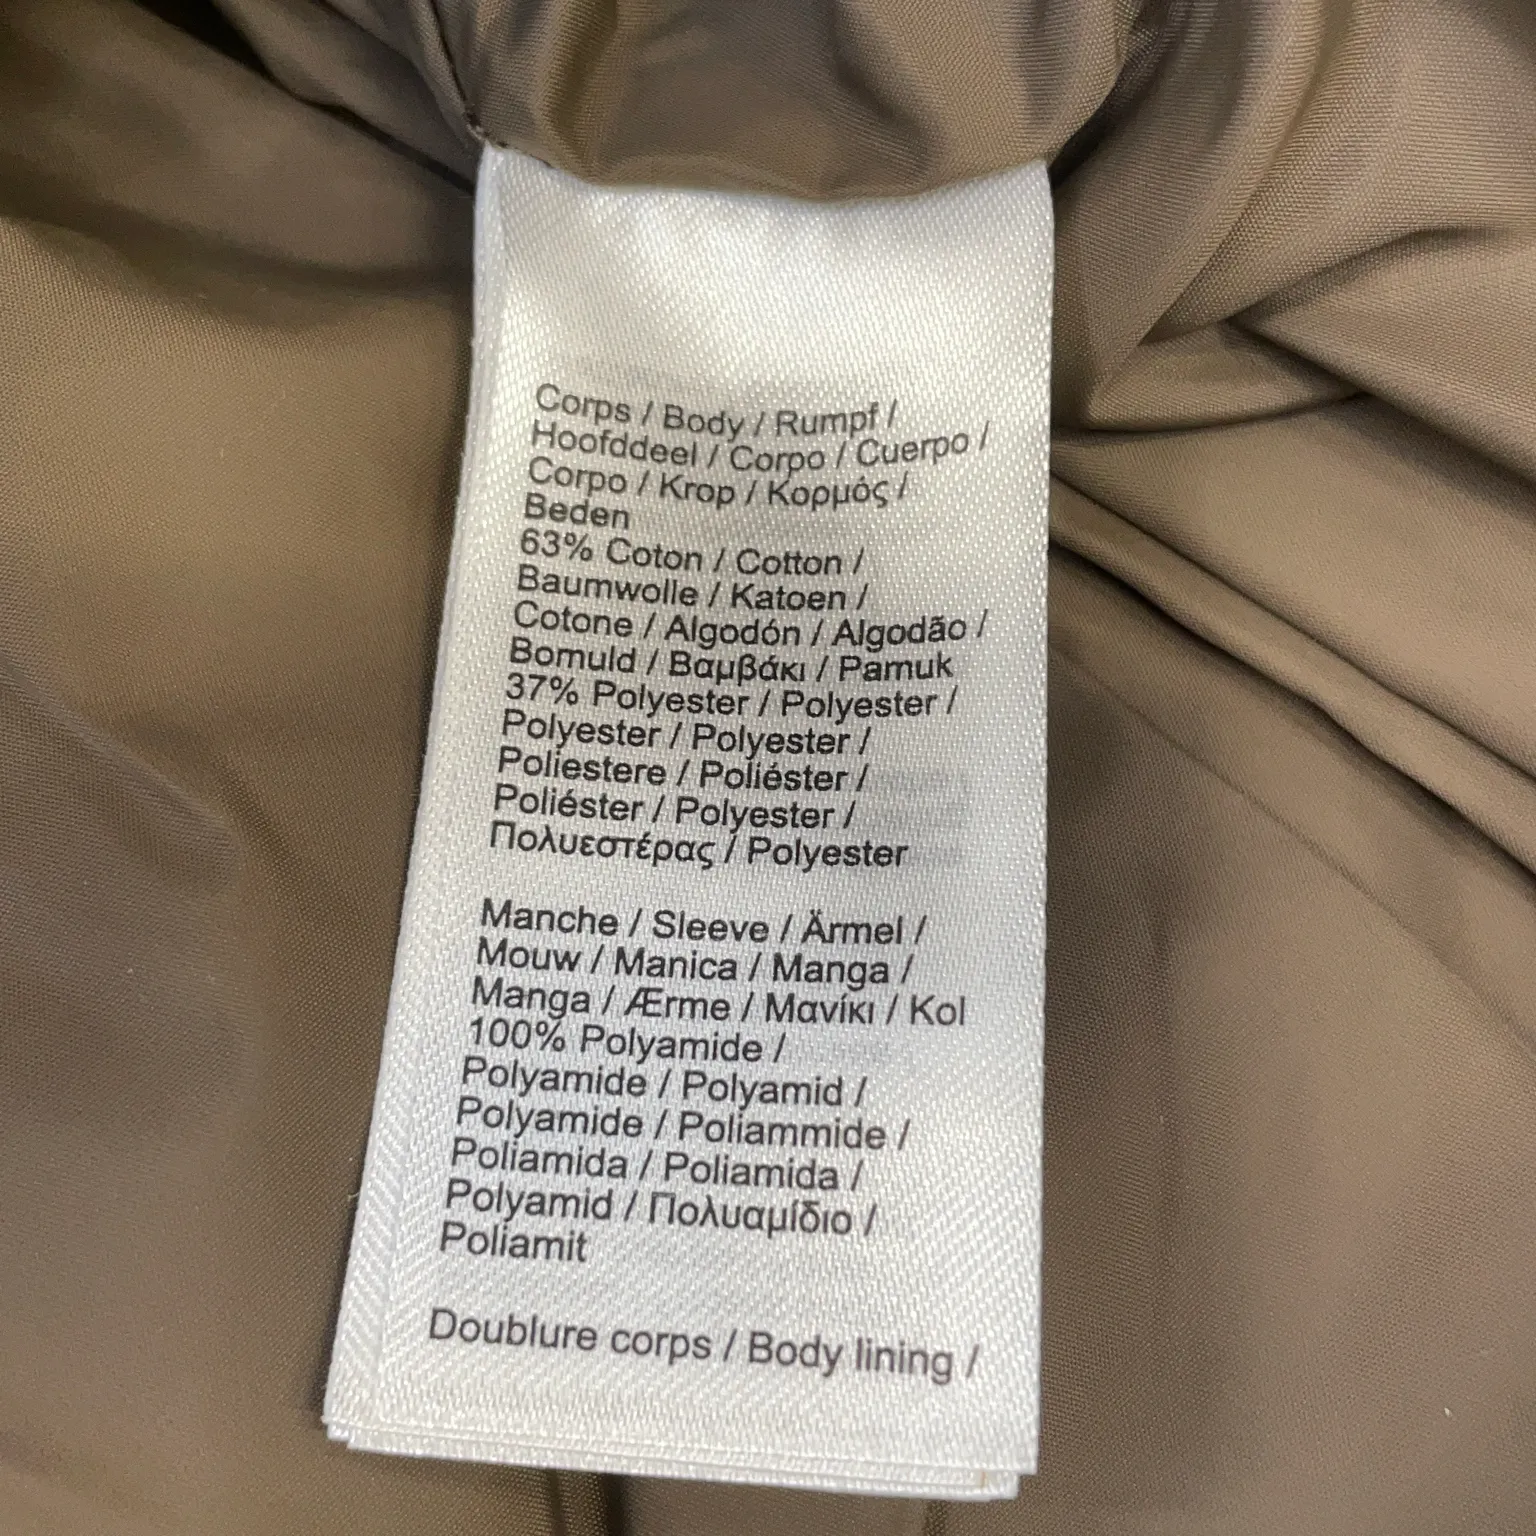 Corps / Body / Rumpf /
Hoofddeel / Corpo / Cuerpo /
Corpo / Krop / Κορμός /
Beden
63% Coton / Cotton /
Baumwolle / Katoen /
Cotone / Algodón / Algodão /
Bomuld / Βαμβάκι / Pamuk
37% Polyester / Polyester /
Polyester / Polyester /
Poliestere / Poliéster /
Poliéster / Polyester /
Πολυεστέρας / Polyester
Manche / Sleeve / Ärmel /
Mouw / Manica / Manga /
Manga / Ærme / Μανίκι / Kol
100% Polyamide /
Polyamide / Polyamid /
Polyamide / Poliammide /
Poliamida / Poliamida /
Polyamid / Πολυαμίδιο /
Poliamit
Doublure corps / Body lining /